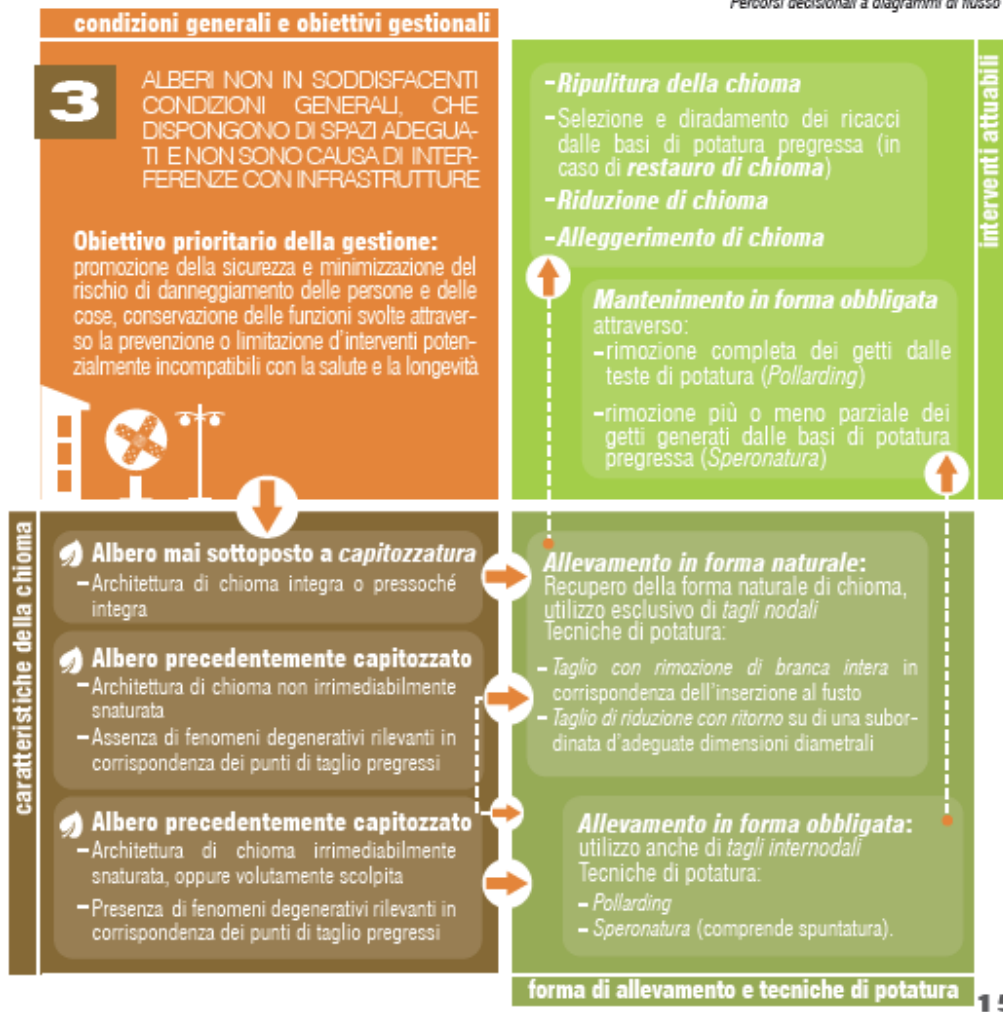 Percorsi decisionali a diagrammi di flusso
condizioni generali e obiettivi gestionali
3
ALBERI NON IN SODDISFACENTI
CONDIZIONI GENERALI, CHE
DISPONGONO DI SPAZI ADEGUA-
TI E NON SONO CAUSA DI INTER-
FERENZE CON INFRASTRUTTURE
Obiettivo prioritario della gestione:
promozione della sicurezza e minimizzazione del
rischio di danneggiamento delle persone e delle
cose, conservazione delle funzioni svolte attraver-
so la prevenzione o limitazione d'interventi poten-
zialmente incompatibili con la salute e la longevità
interventi attuabili
-Ripulitura della chioma
-Selezione e diradamento dei ricacci
dalle basi di potatura pregressa (in
caso di restauro di chioma)
-Riduzione di chioma
-Alleggerimento di chioma
Mantenimento in forma obbligata
attraverso:
-rimozione completa dei getti dalle
teste di potatura (Pollarding)
-rimozione più o meno parziale dei
getti generati dalle basi di potatura
pregressa (Speronatura)
caratteristiche della chioma
Albero mai sottoposto a capitozzatura
-Architettura di chioma integra o pressoché
integra
Albero precedentemente capitozzato
-Architettura di chioma non irrimediabilmente
snaturata
-Assenza di fenomeni degenerativi rilevanti in
corrispondenza dei punti di taglio pregressi
Albero precedentemente capitozzato
-Architettura di chioma irrimediabilmente
snaturata, oppure volutamente scolpita
-Presenza di fenomeni degenerativi rilevanti in
corrispondenza dei punti di taglio pregressi
Allevamento in forma naturale:
Recupero della forma naturale di chioma,
utilizzo esclusivo di tagli nodali
Tecniche di potatura:
- Taglio con rimozione di branca intera in
corrispondenza dell'inserzione al fusto
- Taglio di riduzione con ritorno su di una subor-
dinata d'adeguate dimensioni diametrali
Allevamento in forma obbligata:
utilizzo anche di tagli internodali
Tecniche di potatura:
- Pollarding
- Speronatura (comprende spuntatura).
forma di allevamento e tecniche di potatura